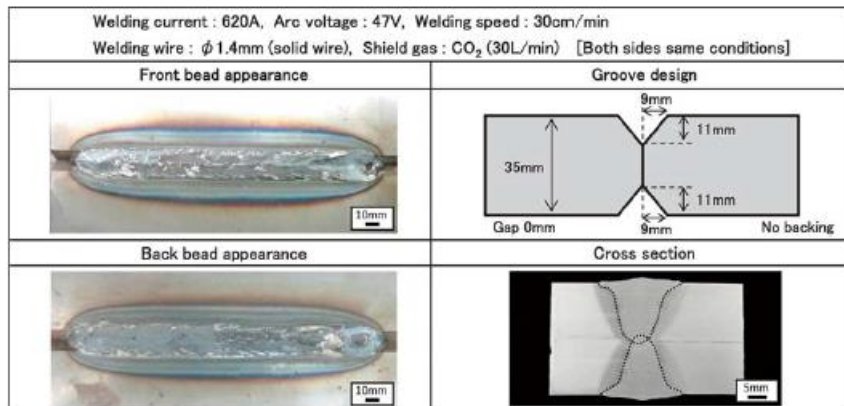 Welding current : 620A, Arc voltage : 47V, Welding speed : 30cm/min
Welding wire : ϕ1.4mm (solid wire), Shield gas : CO₂ (30L/min) [Both sides same conditions]
Front bead appearance
Groove design
10mm
9mm
11mm
35mm
11mm
Gap 0mm
9mm
No backing
Back bead appearance
Cross section
10mm
5mm